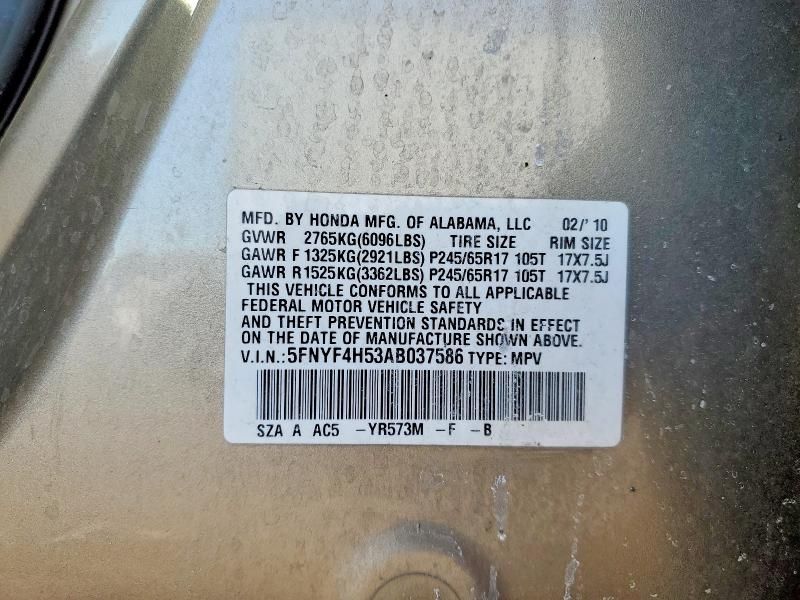 MFD. BY HONDA MFG. OF ALABAMA, LLC 02/'10
GVWR 2765KG(6096LBS) TIRE SIZE RIM SIZE
GAWR F 1325KG(2921LBS) P245/65R17 105T 17X7.5J
GAWR R 1525KG(3362LBS) P245/65R17 105T 17X7.5J
THIS VEHICLE CONFORMS TO ALL APPLICABLE
FEDERAL MOTOR VEHICLE SAFETY
AND THEFT PREVENTION STANDARDS IN EFFECT
ON THE DATE OF MANUFACTURE SHOWN ABOVE.
V.I.N.:5FNYF4H53AB037586 TYPE: MPV
SZA A AC5 -YR573M -F -B